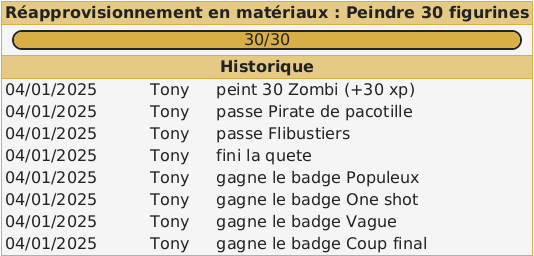 Réapprovisionnement en matériaux : Peindre 30 figurines
30/30
Historique
04/01/2025 Tony peint 30 Zombi (+30 xp)
04/01/2025 Tony passe Pirate de pacotille
04/01/2025 Tony passe Flibustiers
04/01/2025 Tony fini la quete
04/01/2025 Tony gagne le badge Populeux
04/01/2025 Tony gagne le badge One shot
04/01/2025 Tony gagne le badge Vague
04/01/2025 Tony gagne le badge Coup final